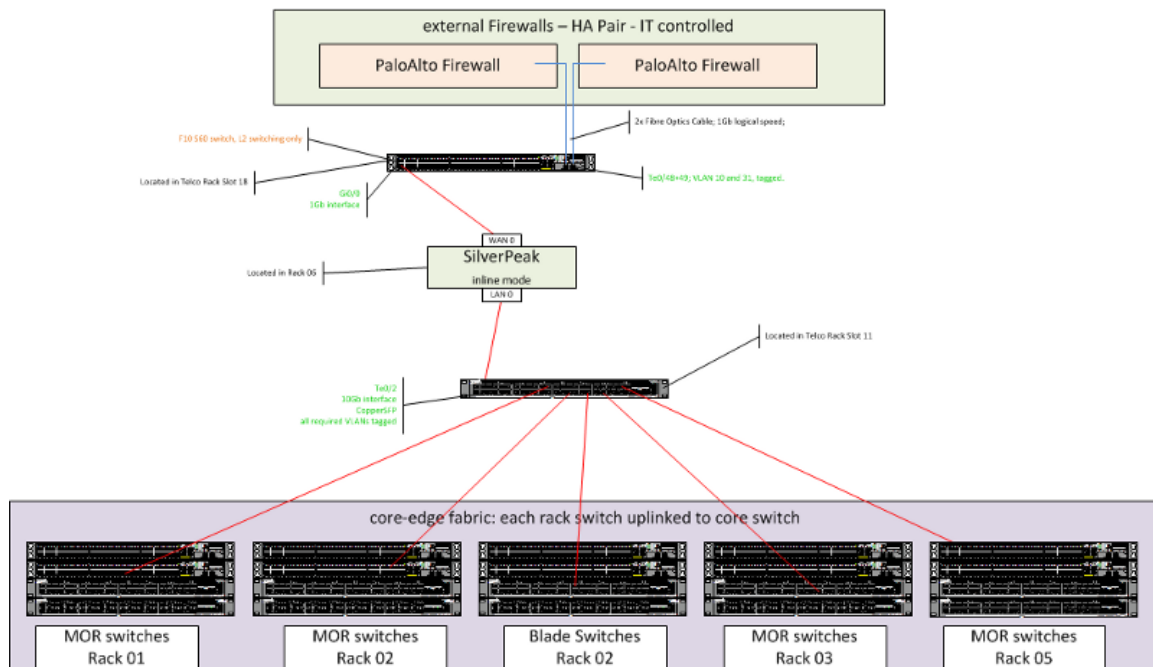 external Firewalls – HA Pair - IT controlled
PaloAlto Firewall
PaloAlto Firewall
2x Fibre Optics Cable; 1Gb logical speed;
F10 S60 switch, L2 switching only
Located in Telco Rack Slot 18
Gi0/0
1Gb interface
Te0/48+49, VLAN 30 and 31, tagged.
WAN 0
SilverPeak
inline mode
LAN 0
Located in Rack 06
Located in Telco Rack Slot 11
Te0/2
10Gb interface
CopperSFP
all required VLANs tagged
core-edge fabric: each rack switch uplinked to core switch
MOR switches
Rack 01
MOR switches
Rack 02
Blade Switches
Rack 02
MOR switches
Rack 03
MOR switches
Rack 05